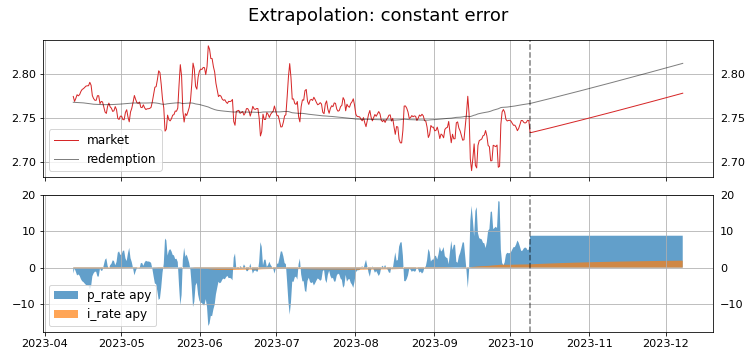 Extrapolation: constant error
2.80 2.80
2.75 2.75
2.70 2.70
market
redemption
20 20
10 10
0 0
−10 −10
p_rate apy
i_rate apy
2023-04 2023-05 2023-06 2023-07 2023-08 2023-09 2023-10 2023-11 2023-12